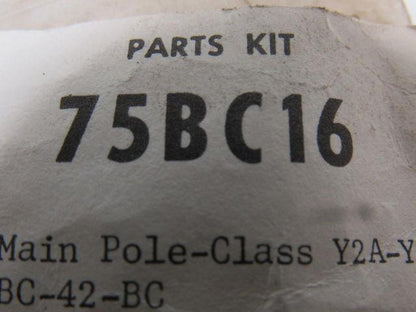 PARTS KIT
75BC16
Main Pole-Class Y2A-Y
BC-42-BC